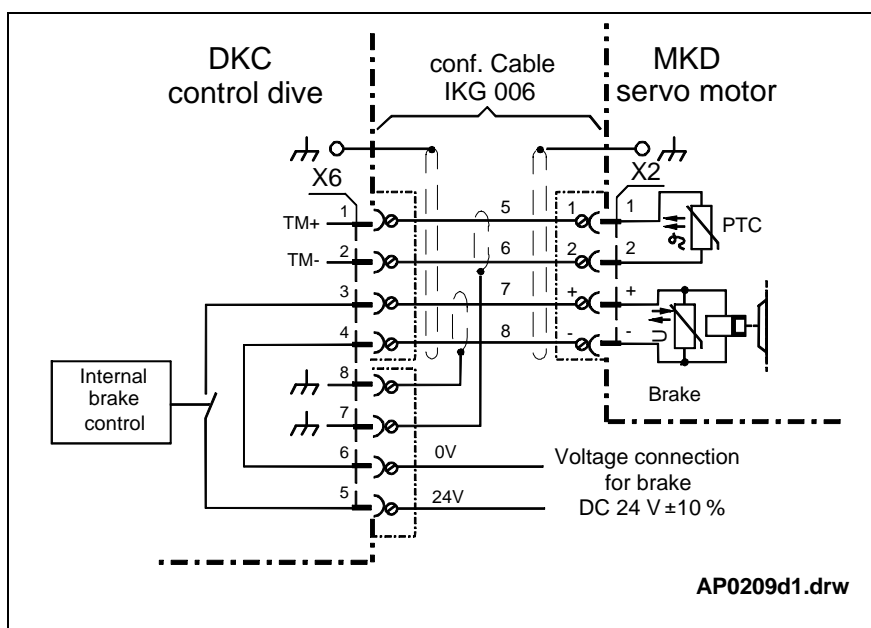 DKC
control dive
conf. Cable
IKG 006
MKD
servo motor
X6
X2
TM+
1
5
1
1
PTC
TM-
2
6
2
2
3
7
+
+
4
8
-
-
Internal
brake
control
8
Brake
7
6
0V
Voltage connection
for brake
DC 24 V ±10 %
5
24V
AP0209d1.drw